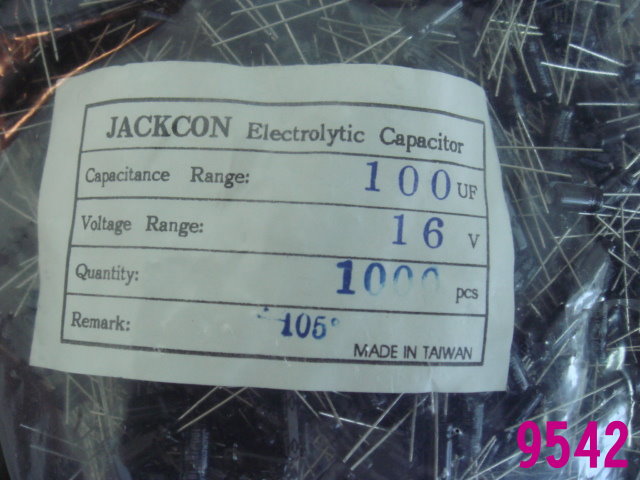 JACKCON Electrolytic Capacitor
Capacitance Range: 100 UF
Voltage Range: 16 V
Quantity: 1000 pcs
Remark: 105°
MADE IN TAIWAN
9542